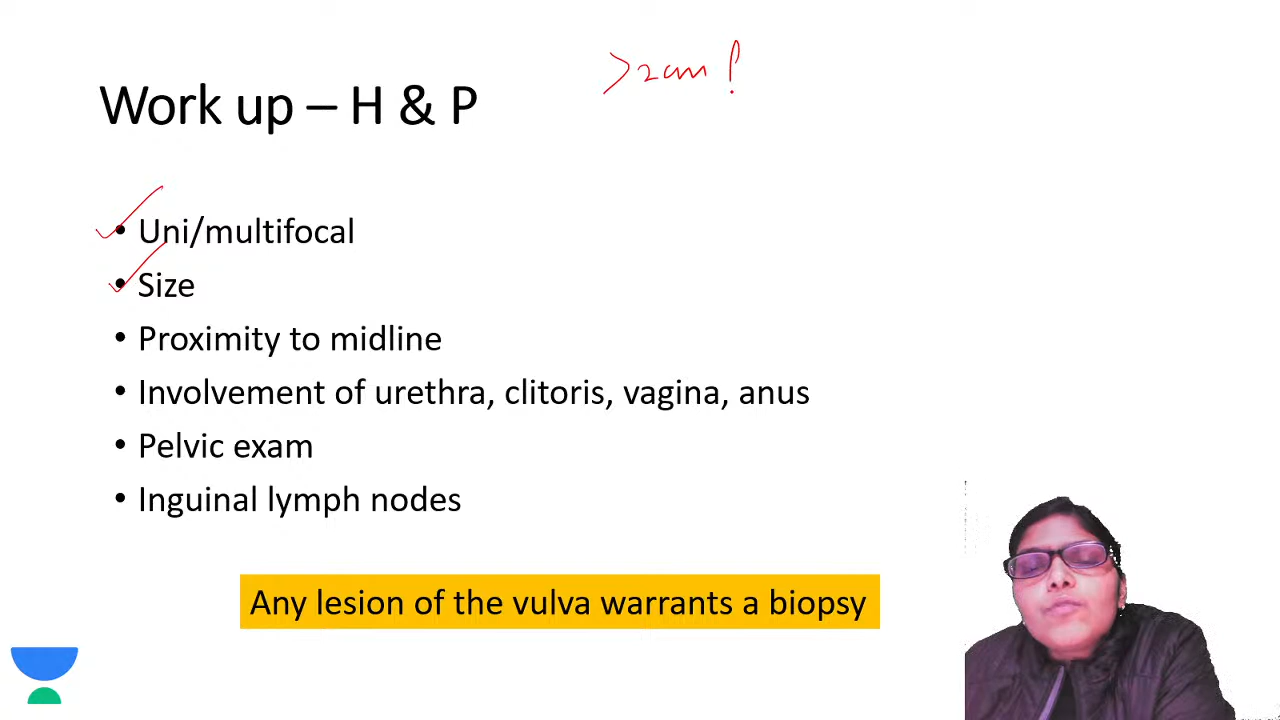 >2cm ?
Work up – H & P
• Uni/multifocal
• Size
• Proximity to midline
• Involvement of urethra, clitoris, vagina, anus
• Pelvic exam
• Inguinal lymph nodes
Any lesion of the vulva warrants a biopsy